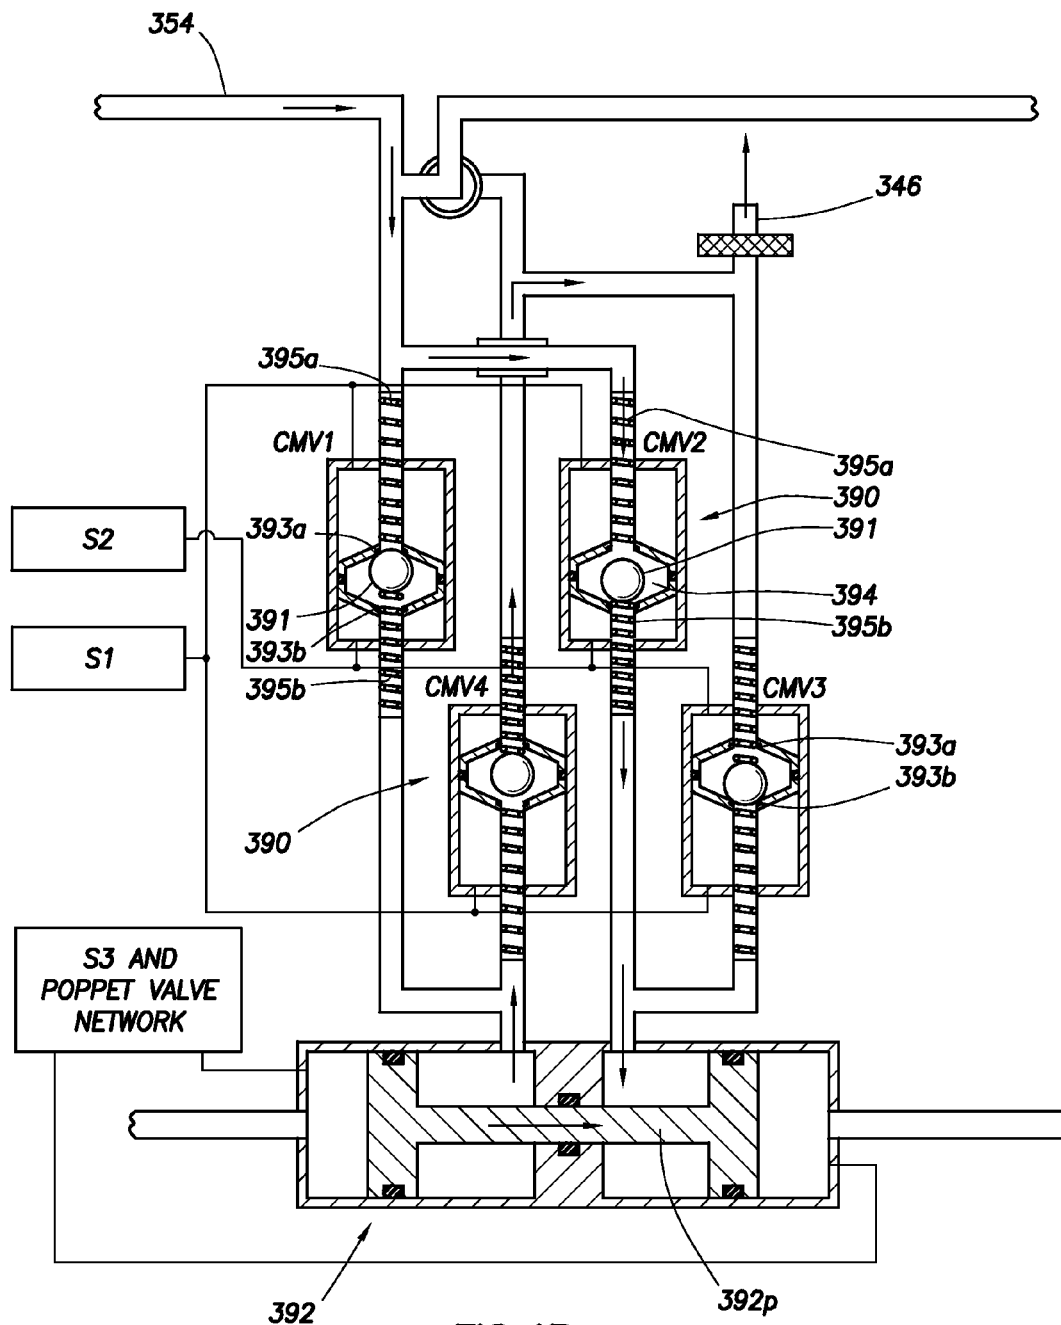 354
346
395a
CMV1
CMV2
395a
390
S2
393a
391
394
391
393b
395b
S1
395b
CMV4
CMV3
393a
393b
390
S3 AND
POPPET VALVE
NETWORK
392
392p